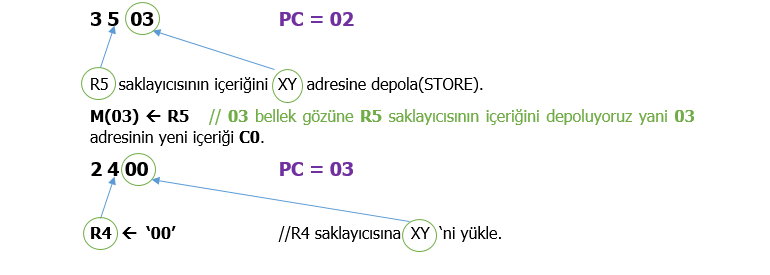 3 5 03 PC = 02
R5 saklayıcısının içeriğini XY adresine depola(STORE).
M(03) ← R5 // 03 bellek gözüne R5 saklayıcısının içeriğini depoluyoruz yani 03
adresinin yeni içeriği C0.
2 4 00 PC = 03
R4 ← ‘00’ //R4 saklayıcısına XY ‘ni yükle.